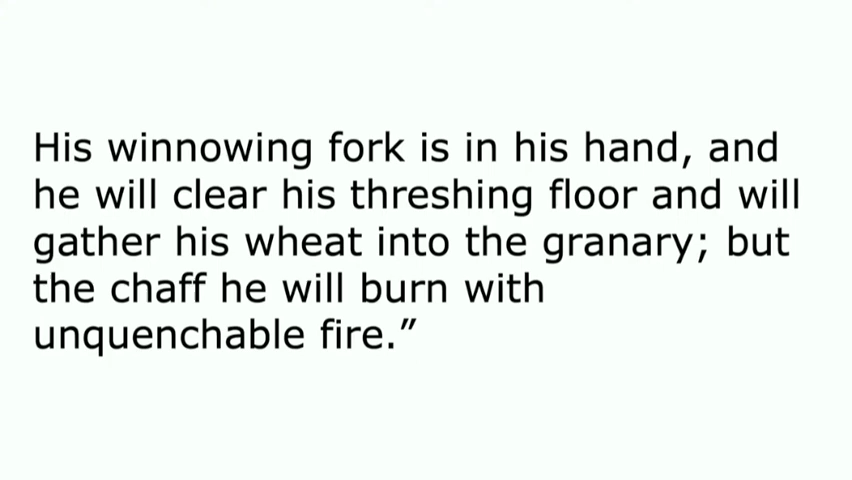 His winnowing fork is in his hand, and
he will clear his threshing floor and will
gather his wheat into the granary; but
the chaff he will burn with
unquenchable fire.”